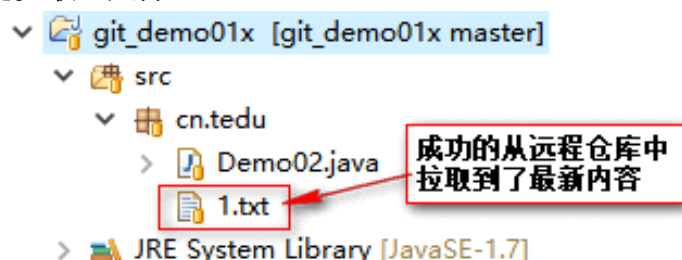 git_demo01x [git_demo01x master]
src
cn.tedu
Demo02.java
1.txt
成功的从远程仓库中
拉取到了最新内容
JRE System Library [JavaSE-1.7]